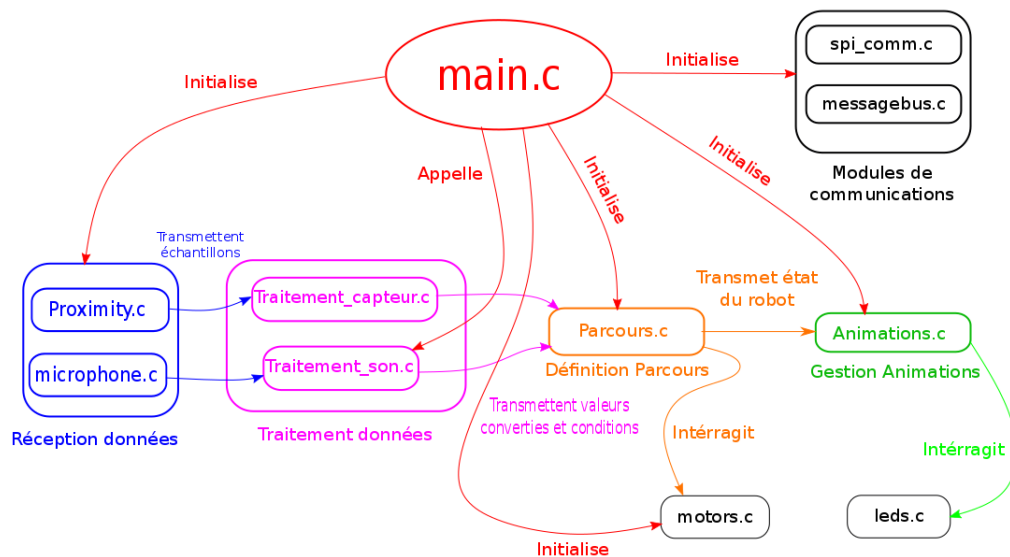 main.c
Initialise
spi_comm.c
messagebus.c
Modules de
communications
Initialise
Initialise
Initialise
Appelle
Transmettent
échantillons
Proximity.c
microphone.c
Réception données
Traitement_capteur.c
Traitement_son.c
Traitement données
Transmettent valeurs
converties et conditions
Parcours.c
Définition Parcours
Transmet état
du robot
Animations.c
Gestion Animations
Intérragit
Intérragit
motors.c
leds.c
Initialise